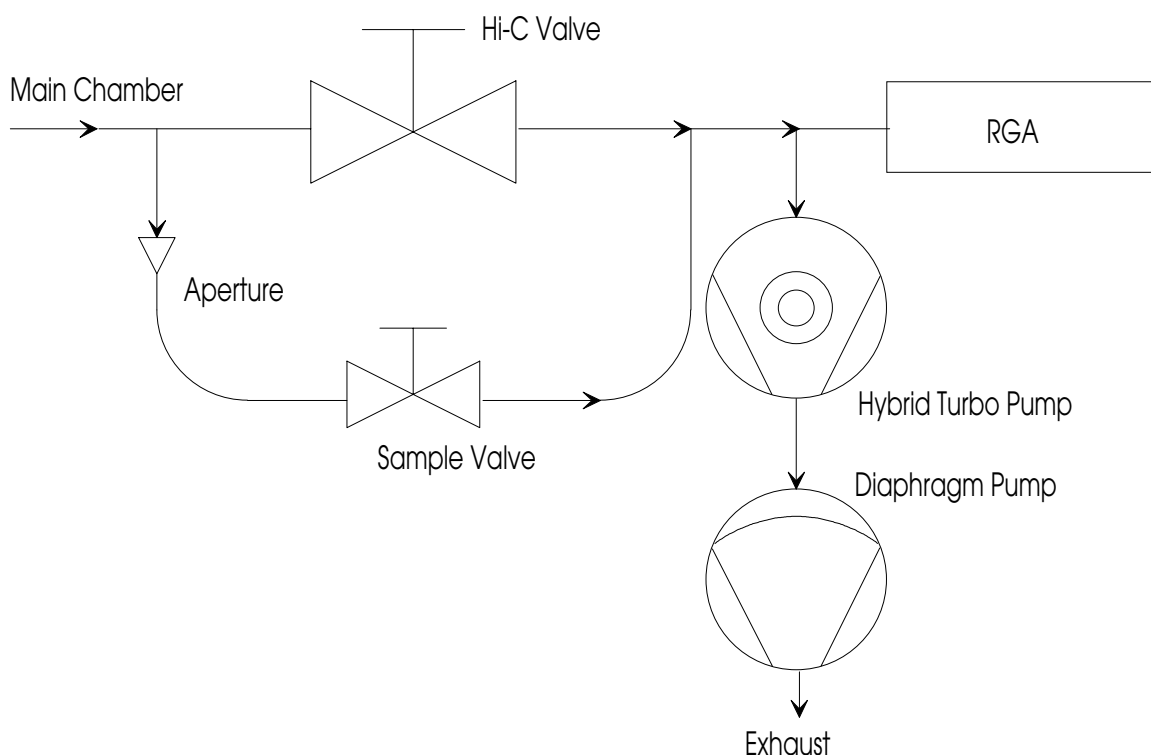 Hi-C Valve
Main Chamber
RGA
Aperture
Hybrid Turbo Pump
Sample Valve
Diaphragm Pump
Exhaust